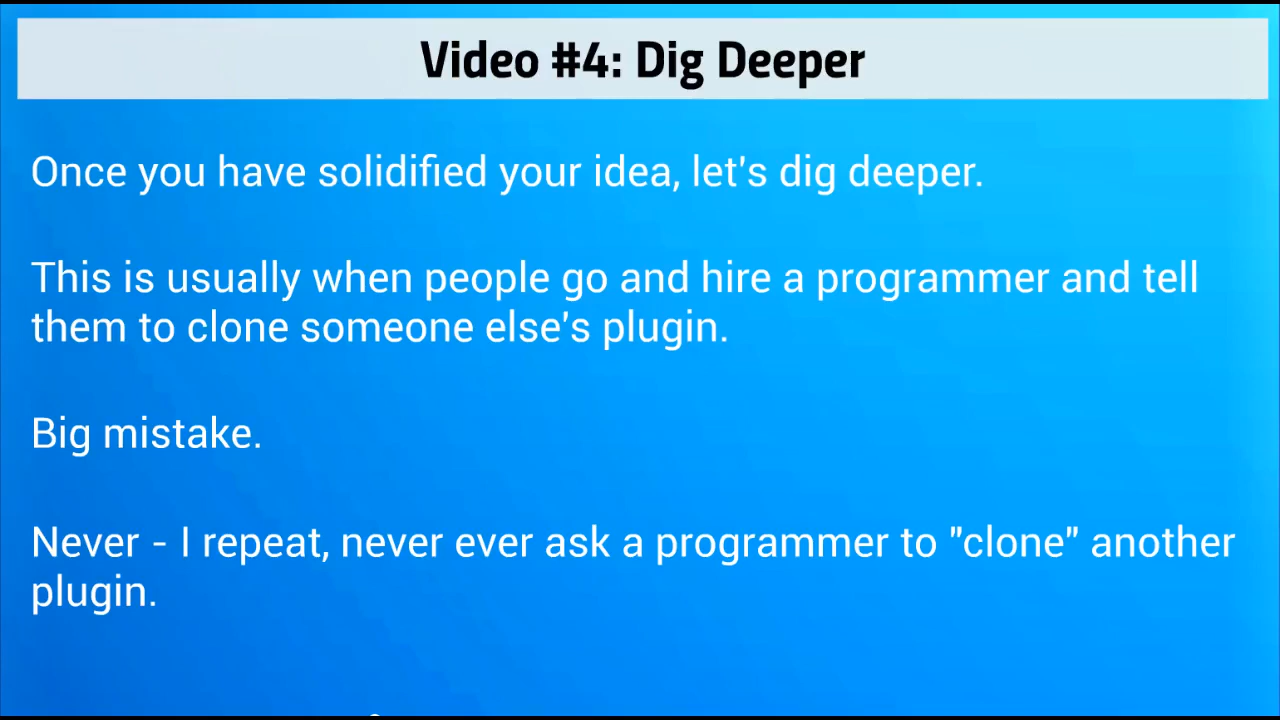 Video #4: Dig Deeper
Once you have solidified your idea, let's dig deeper.
This is usually when people go and hire a programmer and tell
them to clone someone else's plugin.
Big mistake.
Never - I repeat, never ever ask a programmer to "clone" another
plugin.